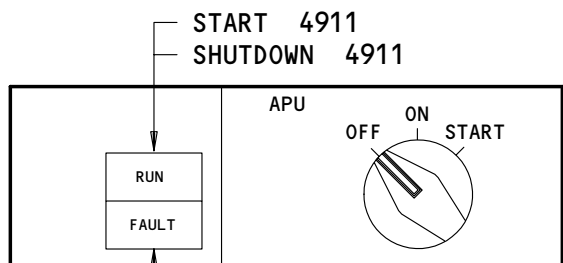 START 4911
SHUTDOWN 4911
APU
OFF ON START
RUN
FAULT